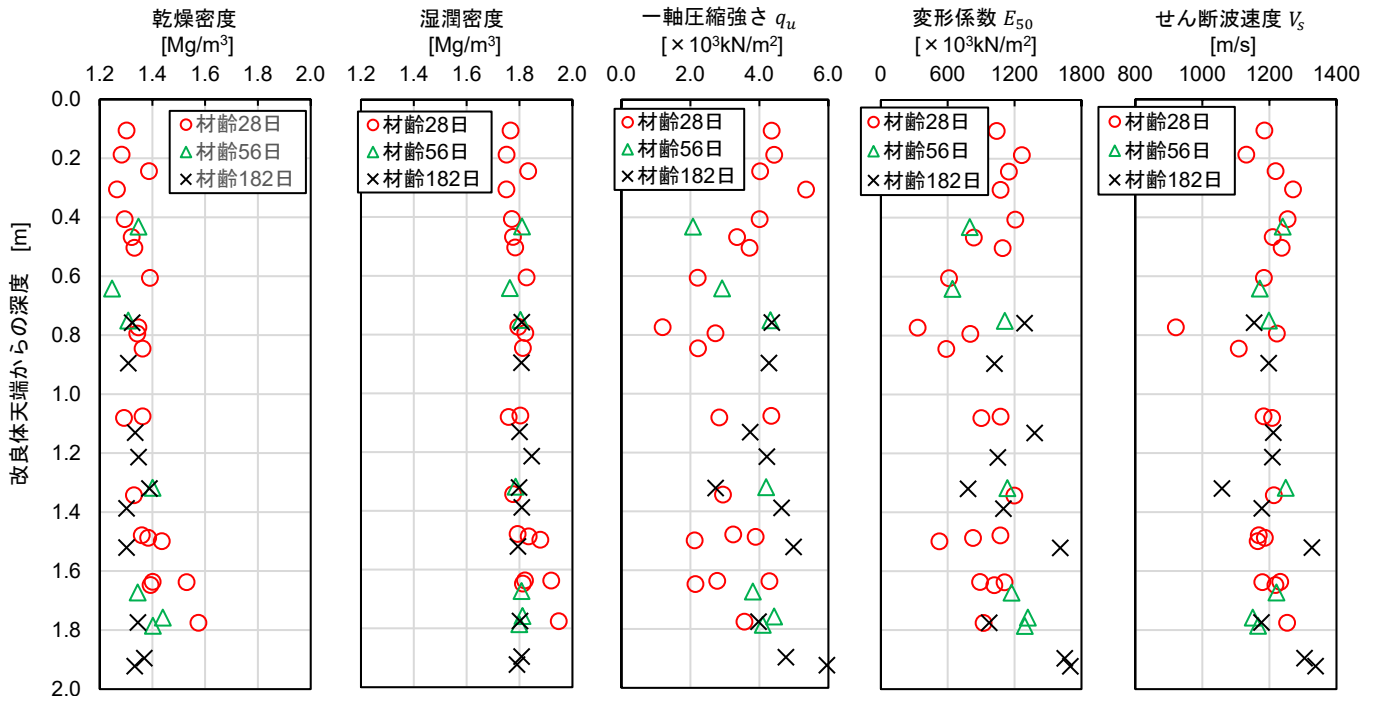 乾燥密度 湿潤密度 一軸圧縮強さ qu 変形係数 E50 せん断波速度 Vs
[Mg/m3] [Mg/m3] [×103kN/m2] [×103kN/m2] [m/s]
1.2 1.4 1.6 1.8 2.0 1.2 1.4 1.6 1.8 2.0 0.0 2.0 4.0 6.0 0 600 1200 1800 800 1000 1200 1400
0.0
材齢28日 材齢28日 材齢28日 材齢28日 材齢28日
材齢56日 材齢56日 材齢56日 材齢56日 材齢56日
材齢182日 材齢182日 材齢182日 材齢182日 材齢182日
0.2
0.4
0.6
0.8
1.0
1.2
1.4
1.6
1.8
2.0
改良体天端からの深度 [m]